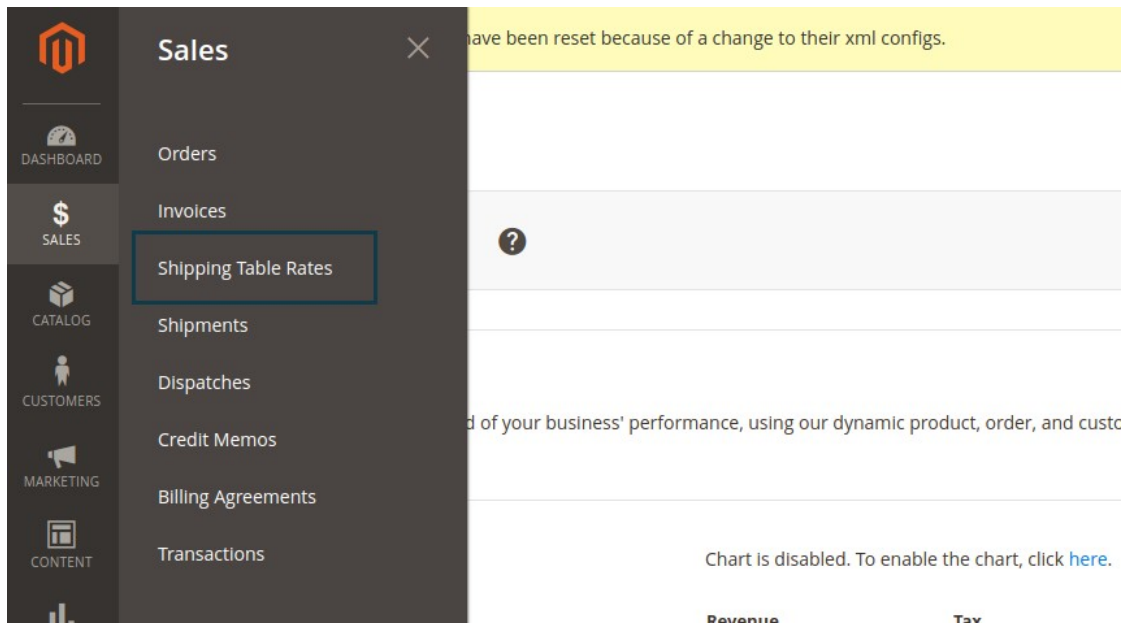 Sales
have been reset because of a change to their xml configs.
DASHBOARD
Orders
Invoices
$
SALES
?
Shipping Table Rates
CATALOG
Shipments
Dispatches
CUSTOMERS
of your business' performance, using our dynamic product, order, and
Credit Memos
MARKETING
Billing Agreements
CONTENT
Transactions
Chart is disabled. To enable the chart, click here.
Revenue
Tax